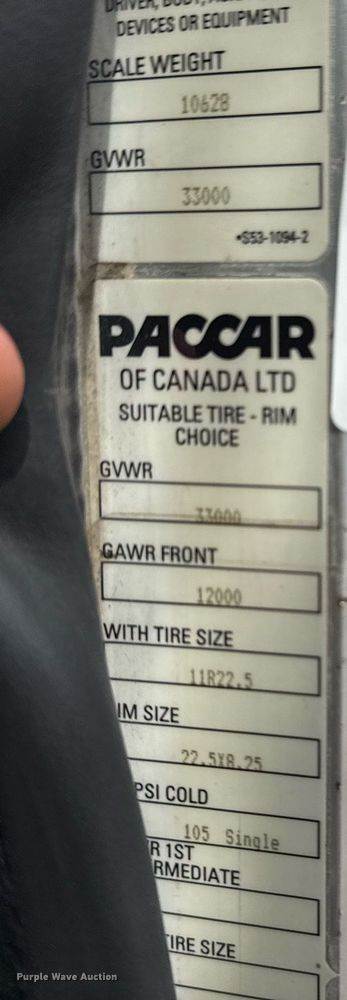 DEVICES OR EQUIPMENT
SCALE WEIGHT
10628
GVWR
33000
•S53-1094-2
PACCAR
OF CANADA LTD
SUITABLE TIRE - RIM
CHOICE
GVWR
33000
GAWR FRONT
12000
WITH TIRE SIZE
11R22.5
IM SIZE
22.5X8.25
PSI COLD
105 Single
R 1ST
RMEDIATE
IRE SIZE
Purple Wave Auction